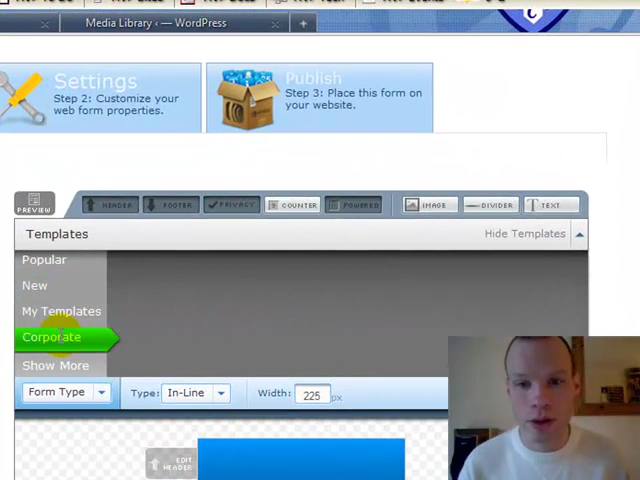 Media Library ‹ — WordPress
Settings
Step 2: Customize your
web form properties.
Publish
Step 3: Place this form on
your website.
PREVIEW
HEADER
FOOTER
PRIVACY
COUNTER
POWERED
IMAGE
DIVIDER
TEXT
Templates
Hide Templates
Popular
New
My Templates
Corporate
Show More
Form Type
Type: In-Line
Width: 225 px
EDIT
HEADER